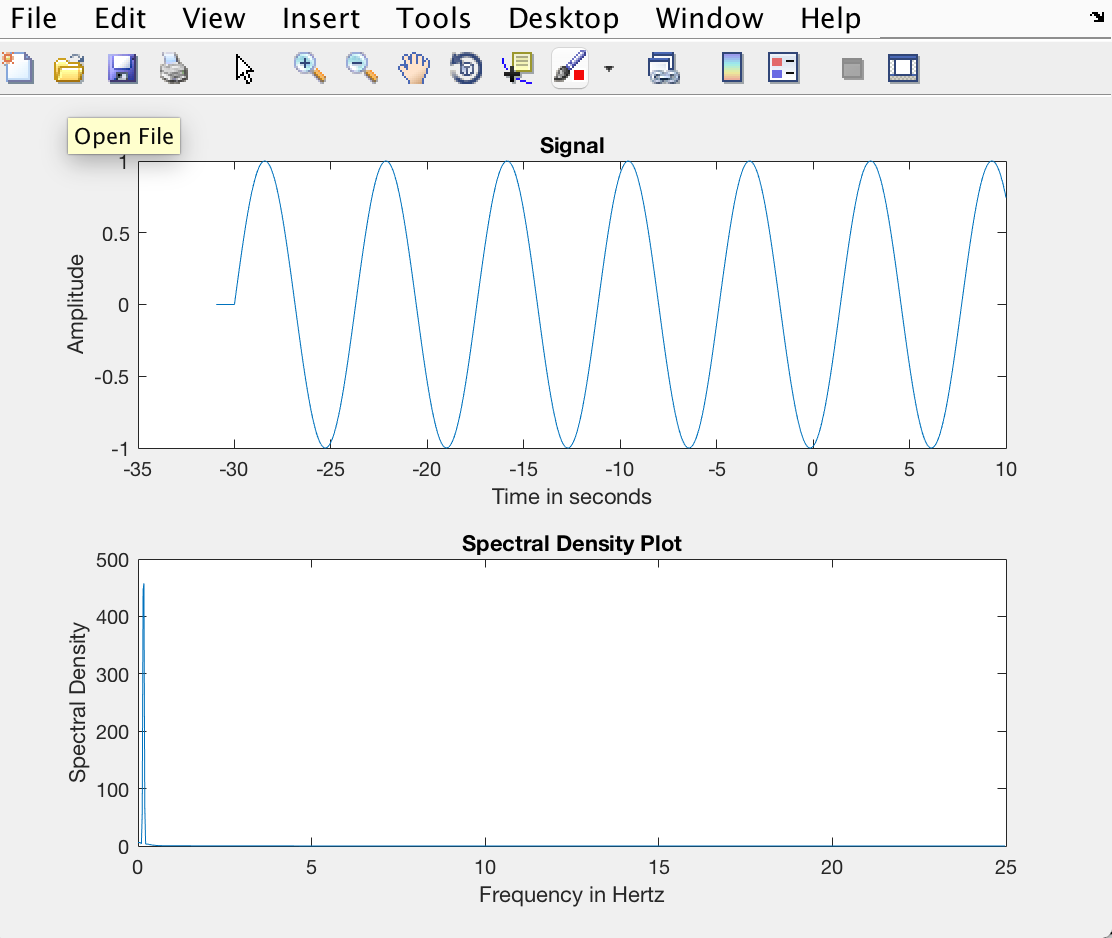 File Edit View Insert Tools Desktop Window Help
Open File
Signal
1
0.5
0
-0.5
-1
Amplitude
-35 -30 -25 -20 -15 -10 -5 0 5 10
Time in seconds
Spectral Density Plot
500
400
300
200
100
0
Spectral Density
0 5 10 15 20 25
Frequency in Hertz